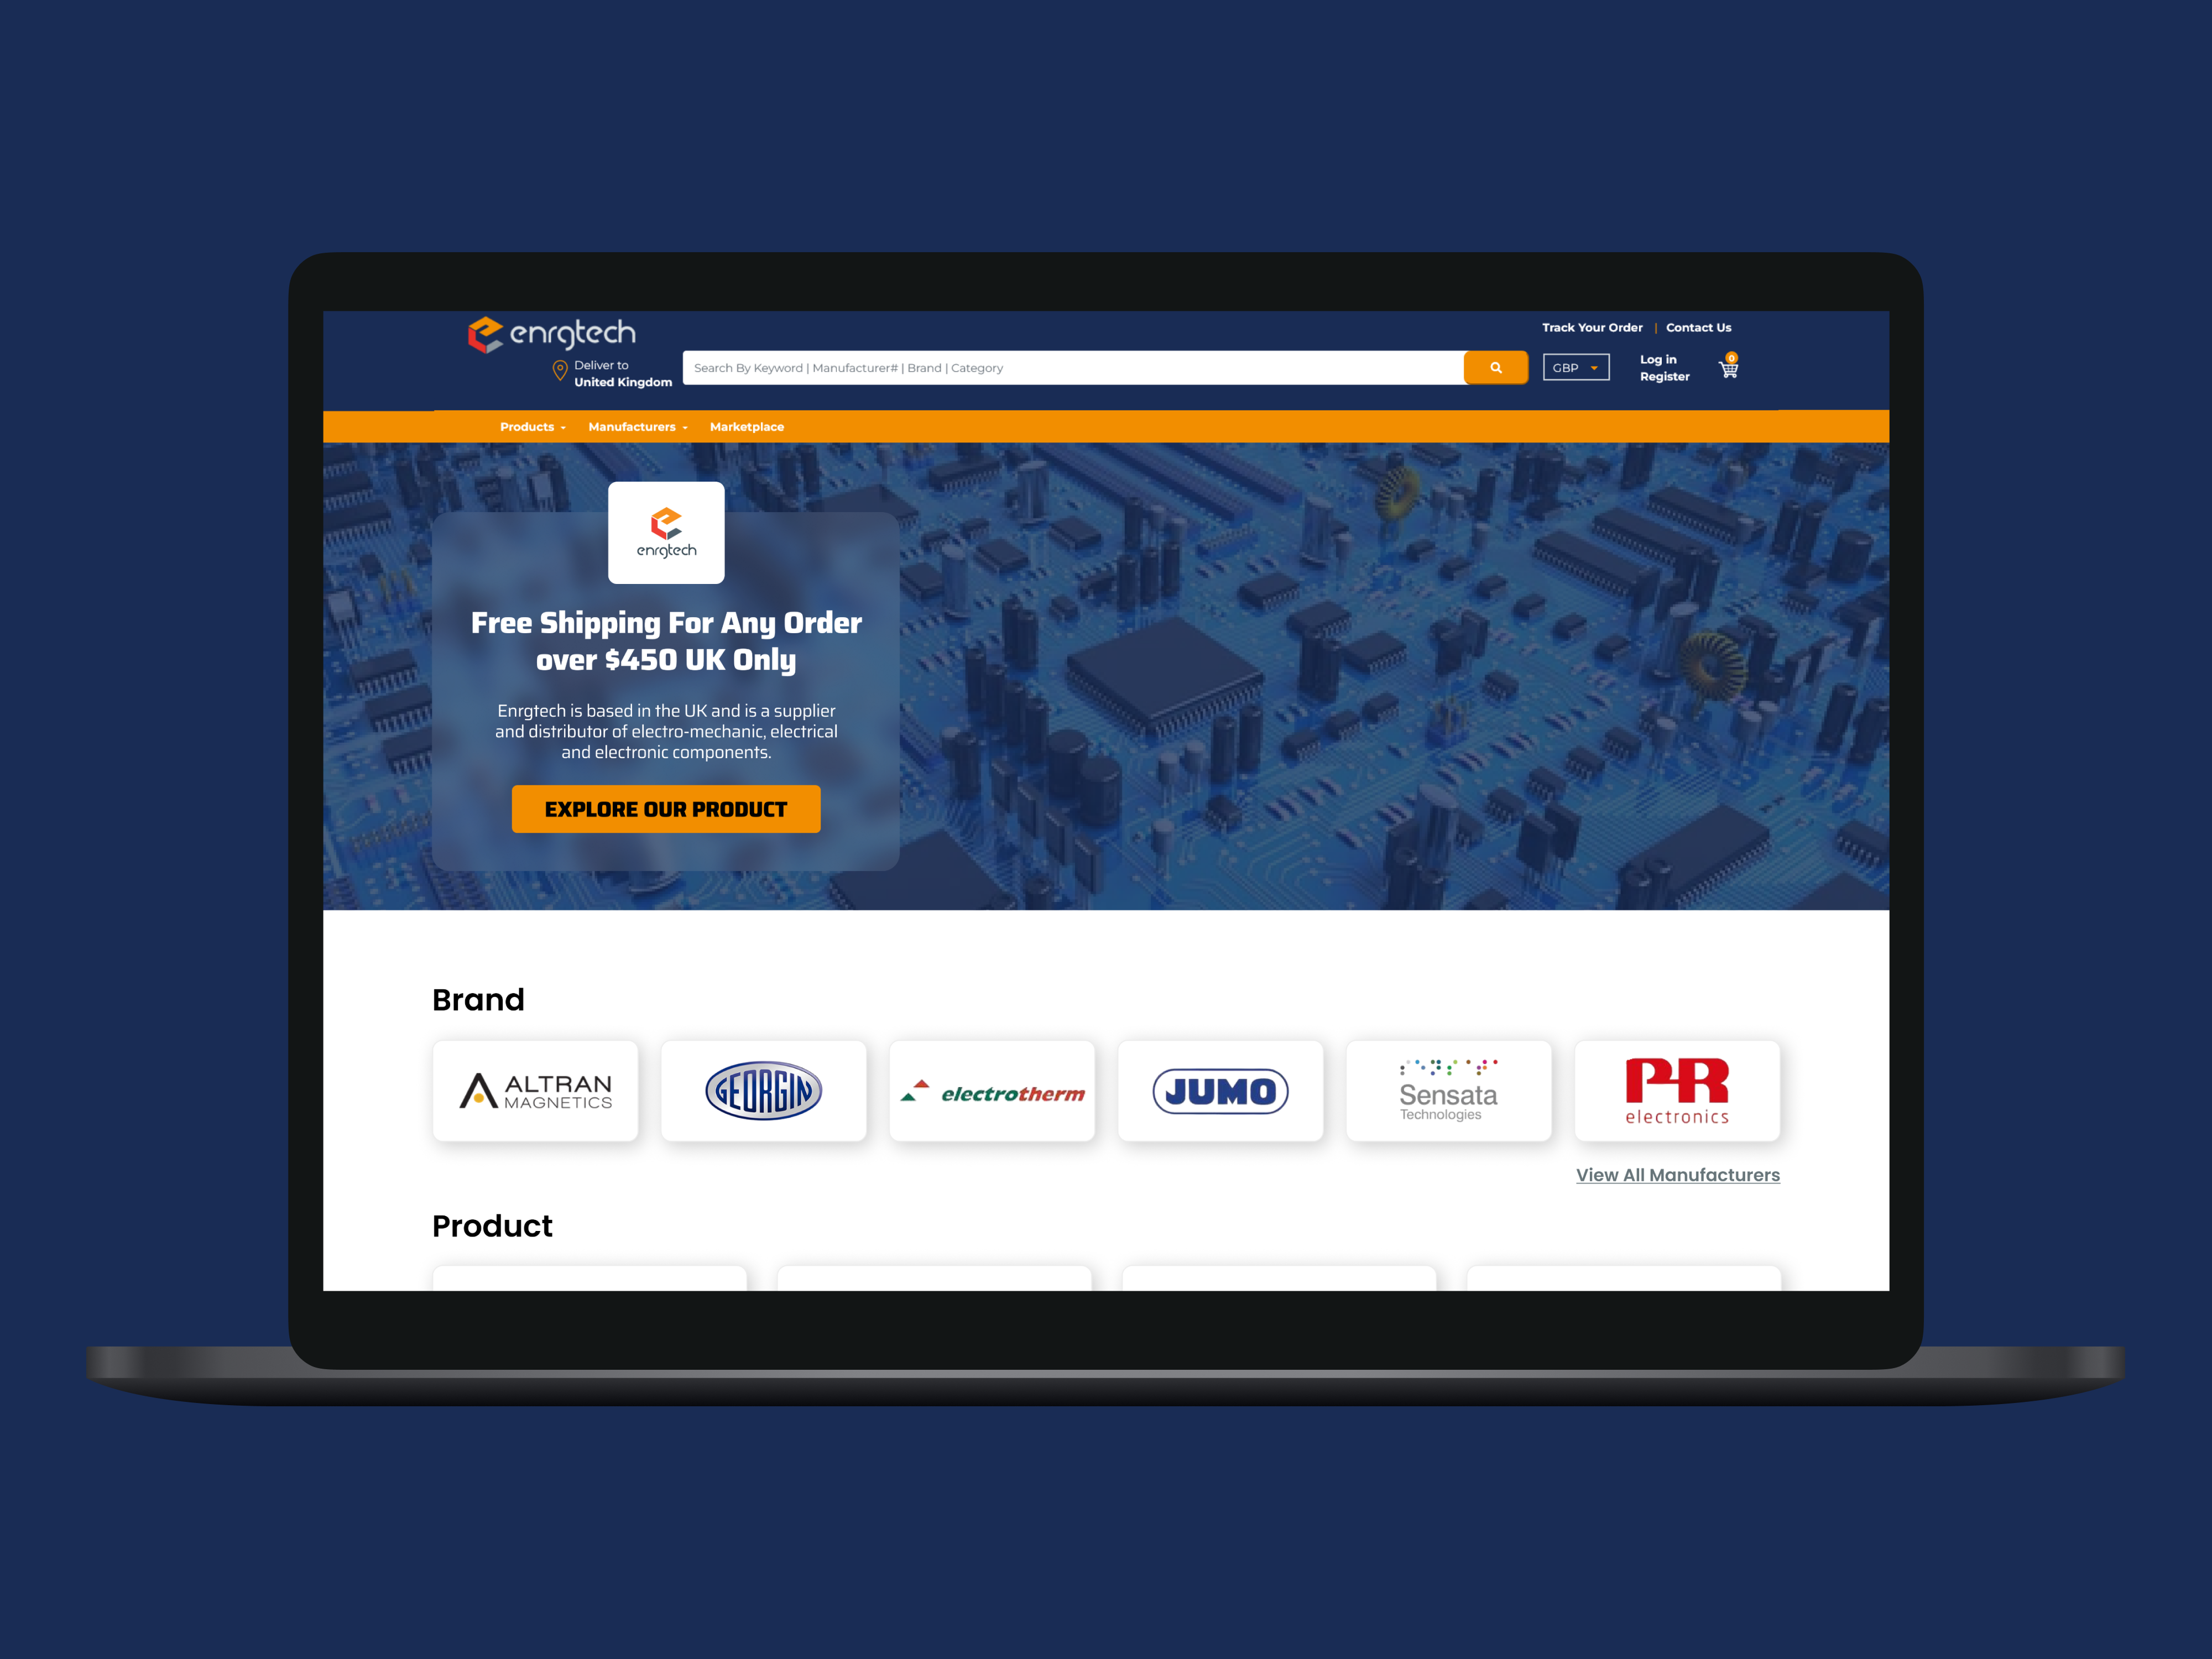 enrgtech
Track Your Order | Contact Us
Deliver to
United Kingdom
Search By Keyword | Manufacturer# | Brand | Category
GBP
Log in
Register
0
Products
Manufacturers
Marketplace
enrgtech
Free Shipping For Any Order
over $450 UK Only
Enrgtech is based in the UK and is a supplier
and distributor of electro-mechanic, electrical
and electronic components.
EXPLORE OUR PRODUCT
Brand
ALTRAN
MAGNETICS
GEORGIN
electrotherm
JUMO
Sensata
Technologies
PR
electronics
View All Manufacturers
Product